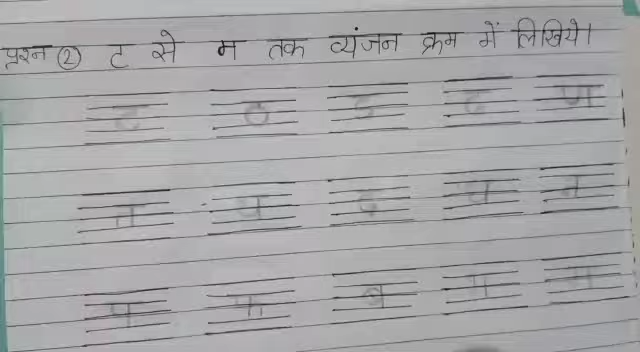 प्रश्न ② ट से म तक व्यंजन क्रम में लिखिये।
ट ठ ड ढ ण
त थ द ध न
प फ ब भ म